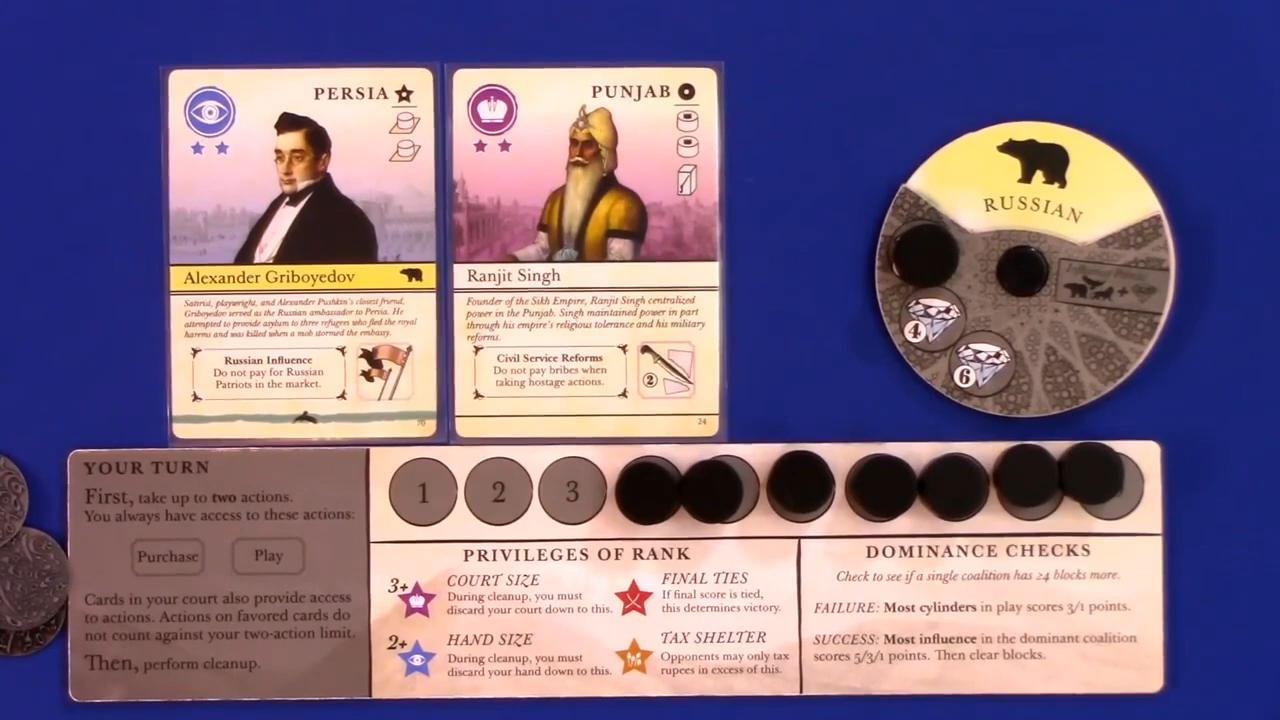 PERSIA
Alexander Griboyedov
Satirist, playwright, and Alexander Pushkin's closest friend,
Griboyedov served as the Russian ambassador to Persia. He
attempted to provide asylum to three refugees who fled the royal
harem and was killed when a mob stormed the embassy.
Russian Influence
Do not pay for Russian
Patriots in the market.
70
PUNJAB
Ranjit Singh
Founder of the Sikh Empire, Ranjit Singh centralized
power in the Punjab. Singh maintained power in part
through his empire's religious tolerance and his military
reforms.
Civil Service Reforms
Do not pay bribes when
taking hostage actions.
2
24
RUSSIAN
4
6
YOUR TURN
First, take up to two actions.
You always have access to these actions:
Purchase
Play
Cards in your court also provide access
to actions. Actions on favored cards do
not count against your two-action limit.
Then, perform cleanup.
1 2 3
PRIVILEGES OF RANK
3+
COURT SIZE
During cleanup, you must
discard your court down to this.
2+
HAND SIZE
During cleanup, you must
discard your hand down to this.
FINAL TIES
If final score is tied,
this determines victory.
TAX SHELTER
Opponents may only tax
rupees in excess of this.
DOMINANCE CHECKS
Check to see if a single coalition has ≥4 blocks more.
FAILURE: Most cylinders in play scores 3/1 points.
SUCCESS: Most influence in the dominant coalition
scores 5/3/1 points. Then clear blocks.